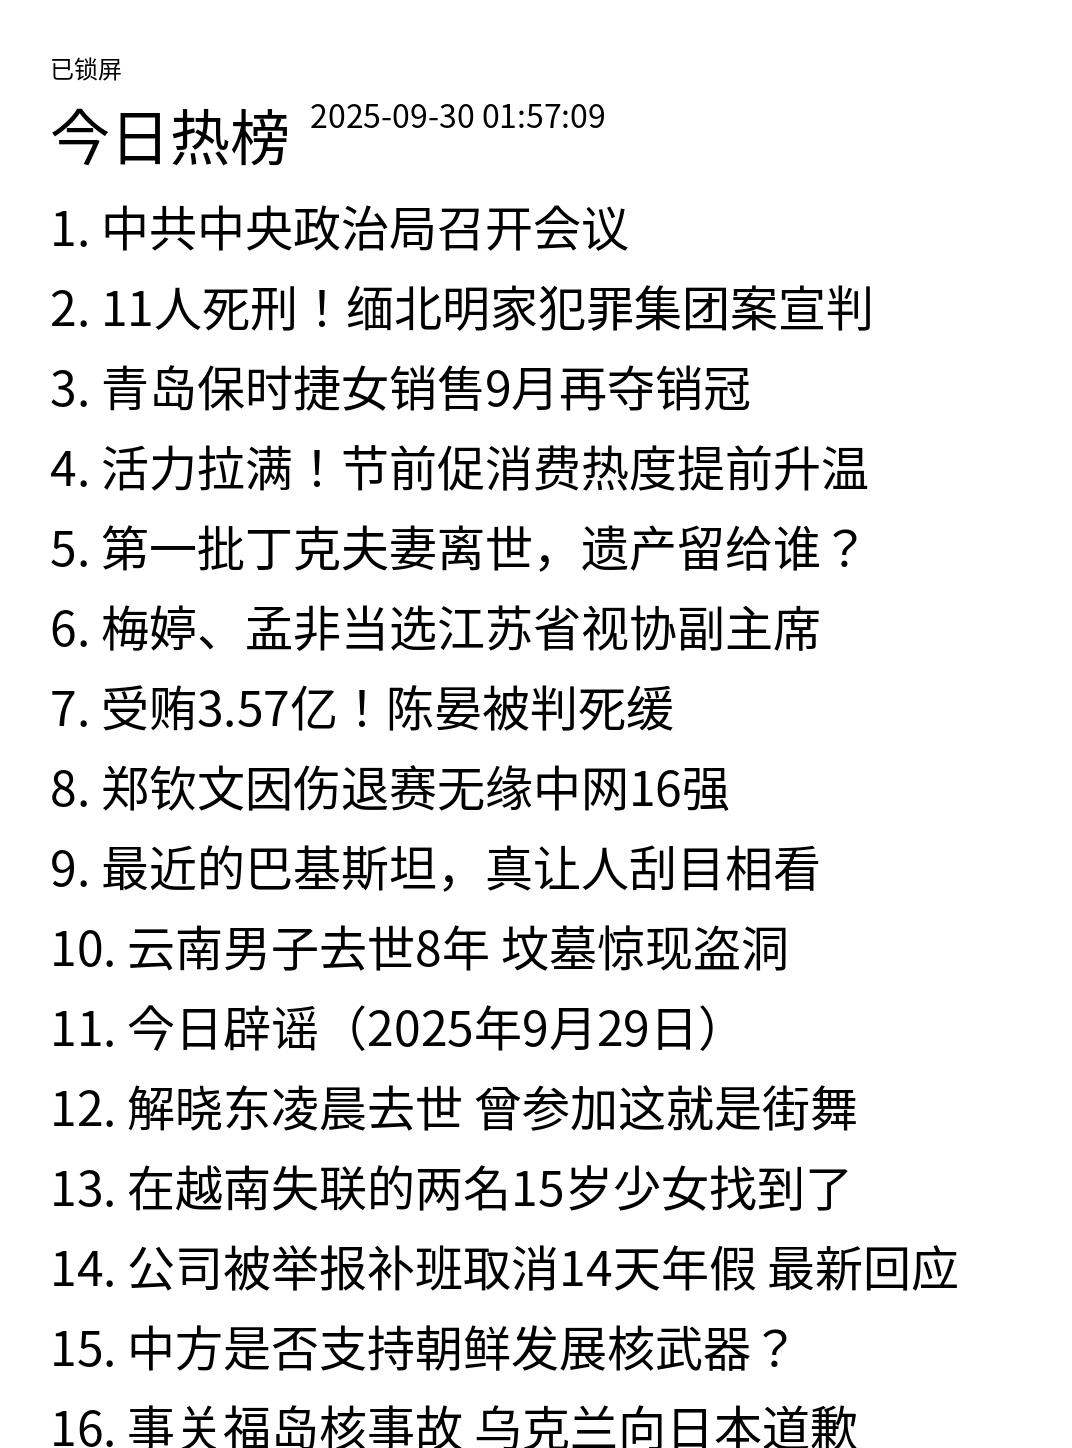 已锁屏
今日热榜 2025-09-30 01:57:09
1. 中共中央政治局召开会议
2. 11人死刑！缅北明家犯罪集团案宣判
3. 青岛保时捷女销售9月再夺销冠
4. 活力拉满！节前促消费热度提前升温
5. 第一批丁克夫妻离世，遗产留给谁？
6. 梅婷、孟非当选江苏省视协副主席
7. 受贿3.57亿！陈晏被判死缓
8. 郑钦文因伤退赛无缘中网16强
9. 最近的巴基斯坦，真让人刮目相看
10. 云南男子去世8年 坟墓惊现盗洞
11. 今日辟谣（2025年9月29日）
12. 解晓东凌晨去世 曾参加这就是街舞
13. 在越南失联的两名15岁少女找到了
14. 公司被举报补班取消14天年假 最新回应
15. 中方是否支持朝鲜发展核武器？
16. 事关福岛核事故 乌克兰向日本道歉